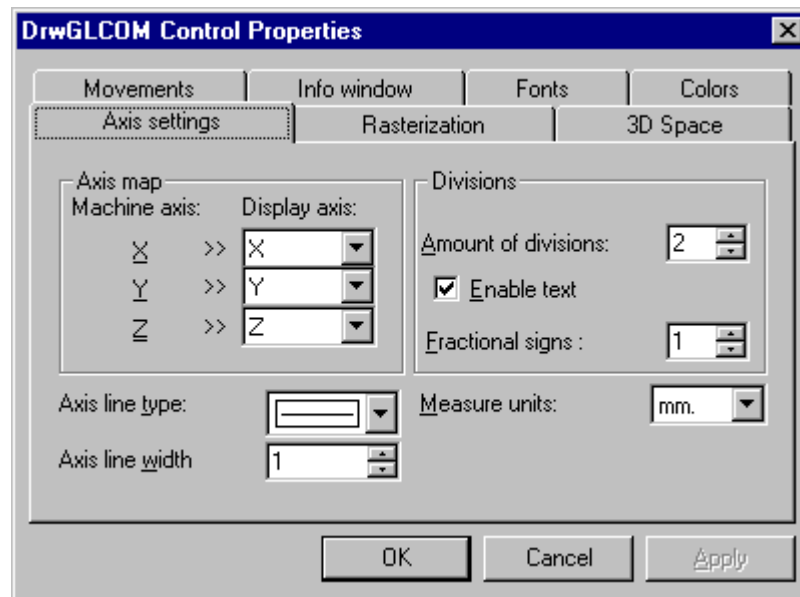 DrwGLCOM Control Properties
Movements Info window Fonts Colors
Axis settings Rasterization 3D Space
Axis map
Machine axis: Display axis:
X >> X
Y >> Y
Z >> Z
Divisions
Amount of divisions: 2
Enable text
Fractional signs : 1
Axis line type:
Measure units: mm.
Axis line width 1
OK Cancel Apply